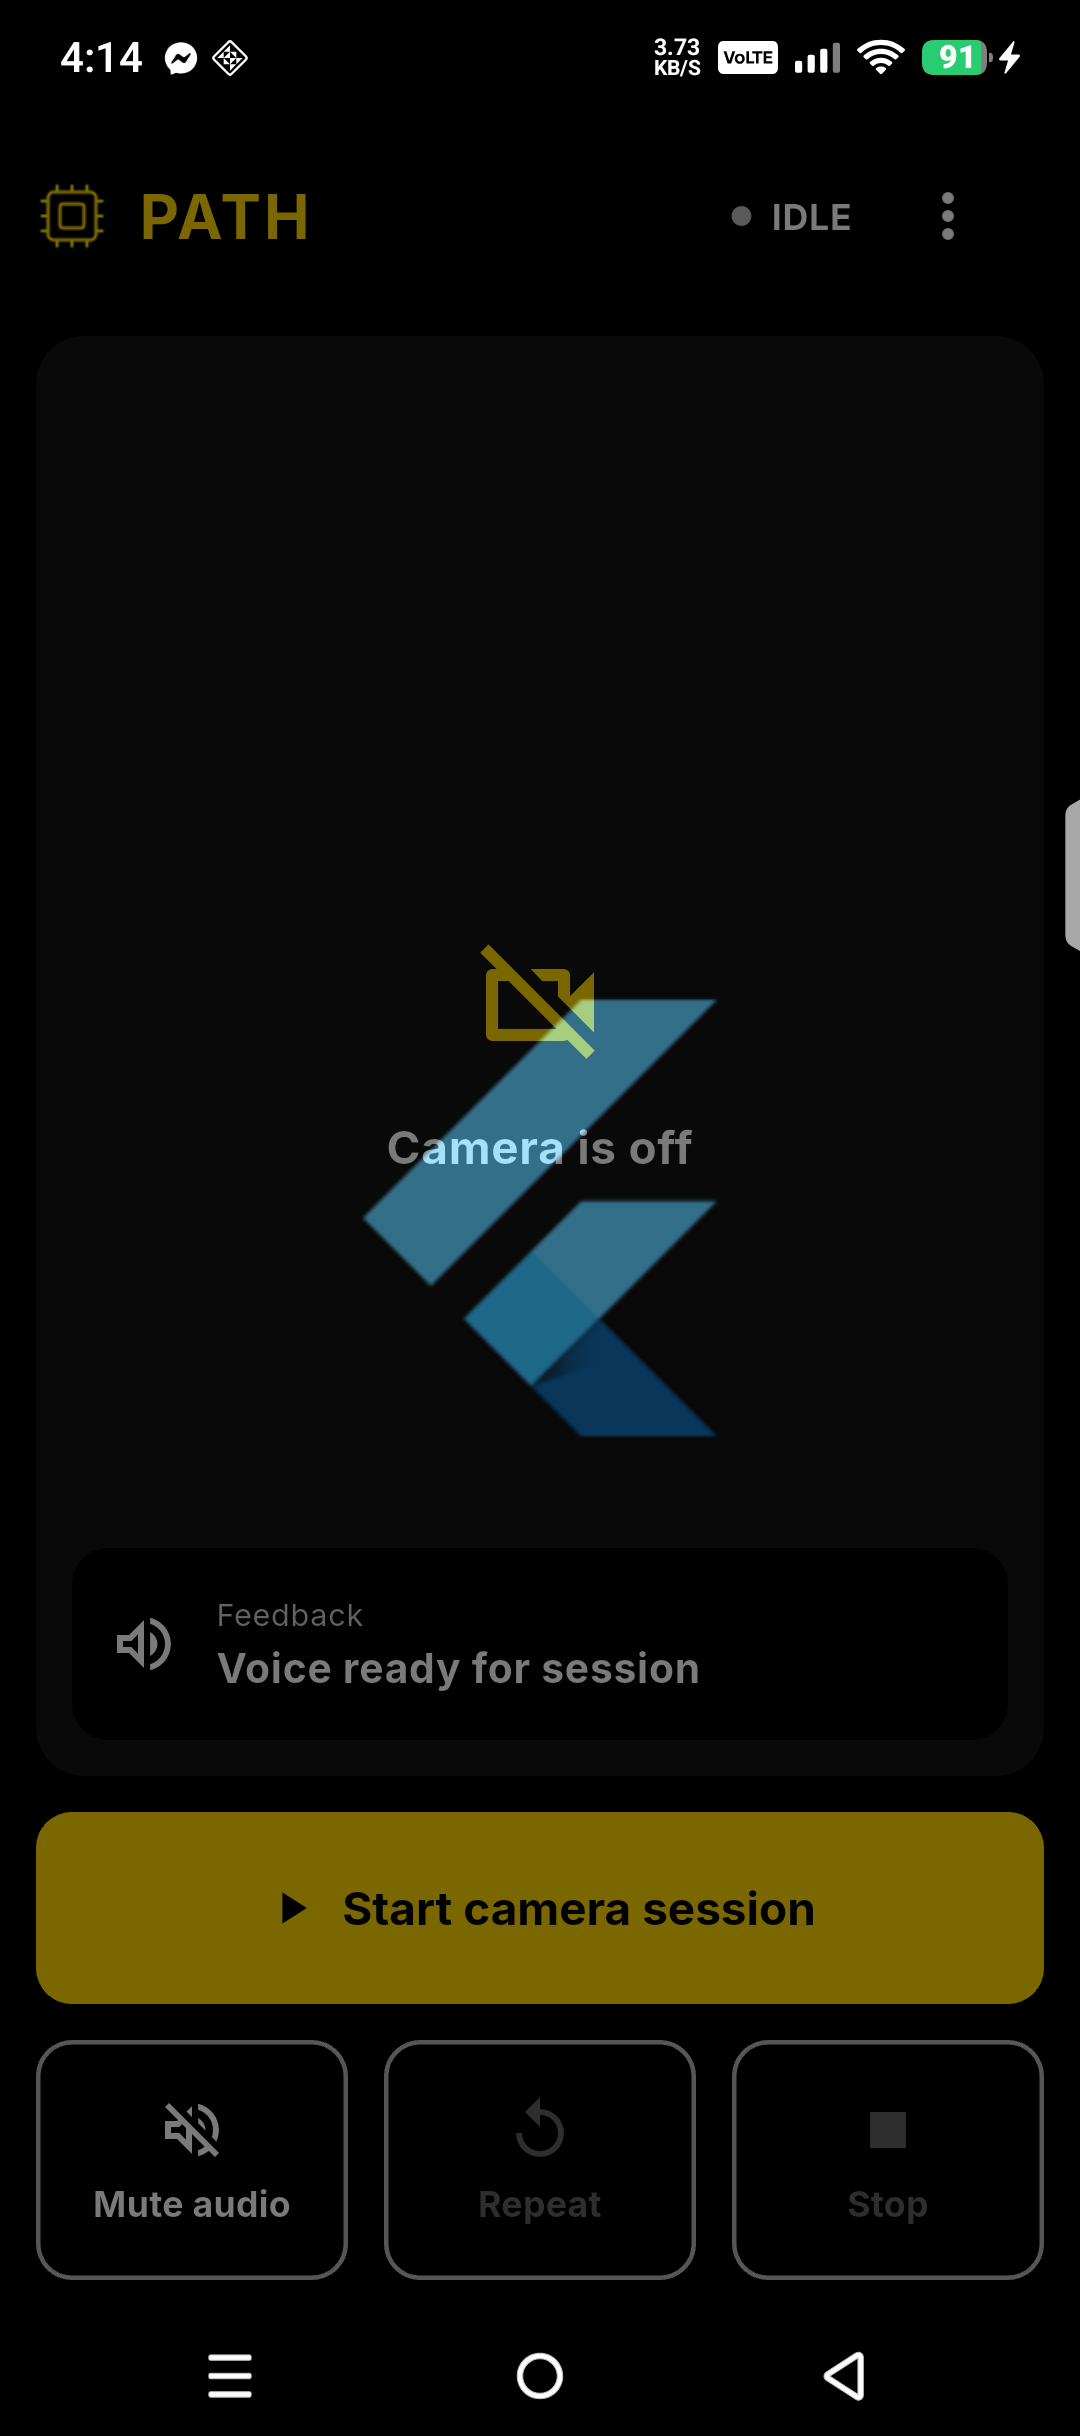 4:14
3.73
KB/S
VoLTE
91
PATH
IDLE
Camera is off
Feedback
Voice ready for session
Start camera session
Mute audio
Repeat
Stop